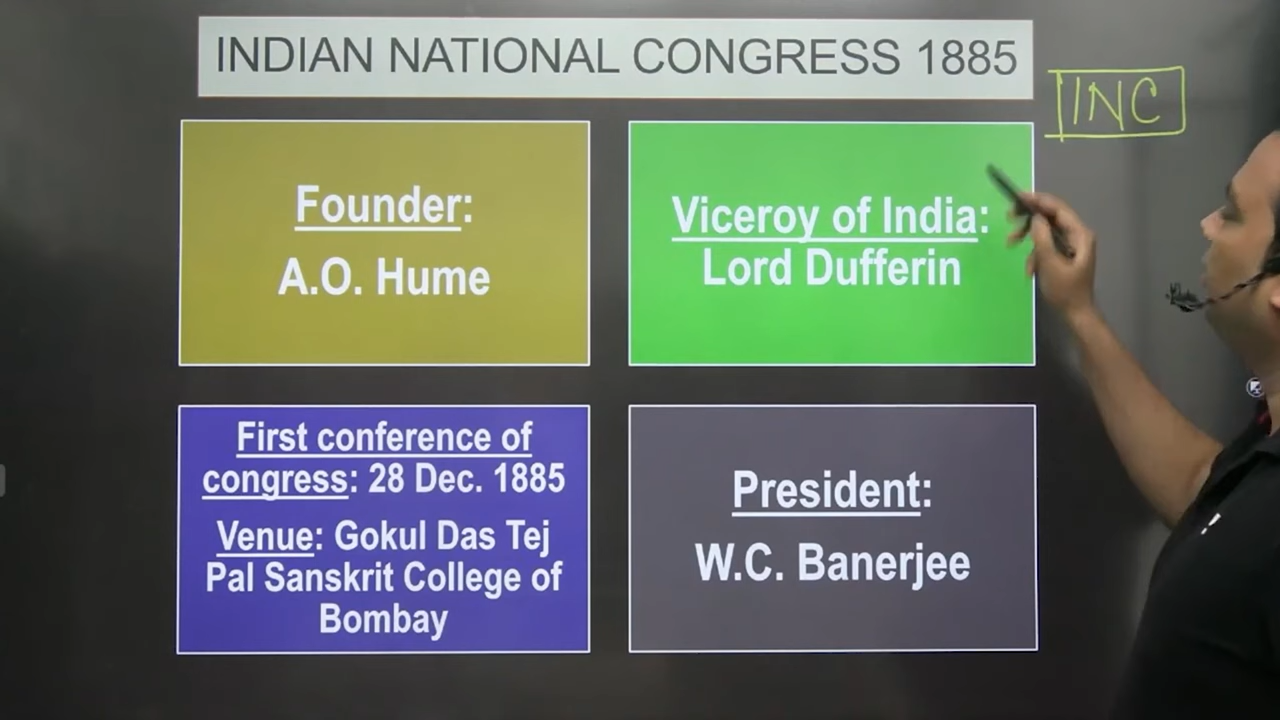 INDIAN NATIONAL CONGRESS 1885
INC
Founder:
A.O. Hume
Viceroy of India:
Lord Dufferin
First conference of
congress: 28 Dec. 1885
Venue: Gokul Das Tej
Pal Sanskrit College of
Bombay
President:
W.C. Banerjee